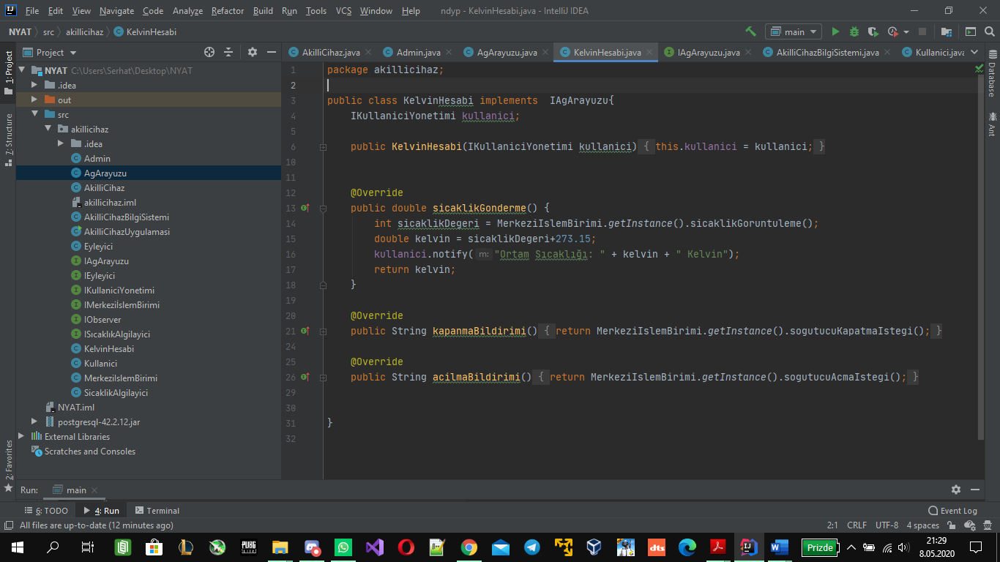 File Edit View Navigate Code Analyze Refactor Build Run Tools VCS Window Help ndyp - KelvinHesabi.java - IntelliJ IDEA
NYAT src akillicihaz KelvinHesabi main
1: Project
7: Structure
2: Favorites
Project
NYAT C:\Users\Serhat\Desktop\NYAT
.idea
out
src
akillicihaz
.idea
Admin
AgArayuzu
AkilliCihaz
akillicihaz.iml
AkilliCihazBilgiSistemi
AkilliCihazUygulamasi
Eyleyici
IAgArayuzu
IEyleyici
IKullaniciYonetimi
IMerkeziİslemBirimi
IObserver
ISicaklıkAlgilayici
KelvinHesabi
Kullanici
MerkeziIslemBirimi
SicaklikAlgilayici
NYAT.iml
postgresql-42.2.12.jar
External Libraries
Scratches and Consoles
AkilliCihaz.java Admin.java AgArayuzu.java KelvinHesabi.java IAgArayuzu.java AkilliCihazBilgiSistemi.java Kullanici.java
1 package akillicihaz;
2
3 public class KelvinHesabi implements  IAgArayuzu{
4 IKullaniciYonetimi kullanici;
5
6 public KelvinHesabi(IKullaniciYonetimi kullanici) { this.kullanici = kullanici; }
10
11
12 @Override
13 public double sicaklikGonderme() {
14 int sicaklikDegeri = MerkeziIslemBirimi.getInstance().sicaklikGoruntuleme();
15 double kelvin = sicaklikDegeri+273.15;
16 kullanici.notify( m: "Ortam Sıcaklığı: " + kelvin + " Kelvin");
17 return kelvin;
18 }
19
20 @Override
21 public String kapanmaBildirimi() { return MerkeziIslemBirimi.getInstance().sogutucuKapatmaIstegi(); }
24
25 @Override
26 public String acilmaBildirimi() { return MerkeziIslemBirimi.getInstance().sogutucuAcmaIstegi(); }
29
30
31 }
32
Database
Ant
Run: main
6: TODO 4: Run Terminal Event Log
All files are up-to-date (12 minutes ago) 2:1 CRLF UTF-8 4 spaces
PUBG dts Prizde 21:29
8.05.2020